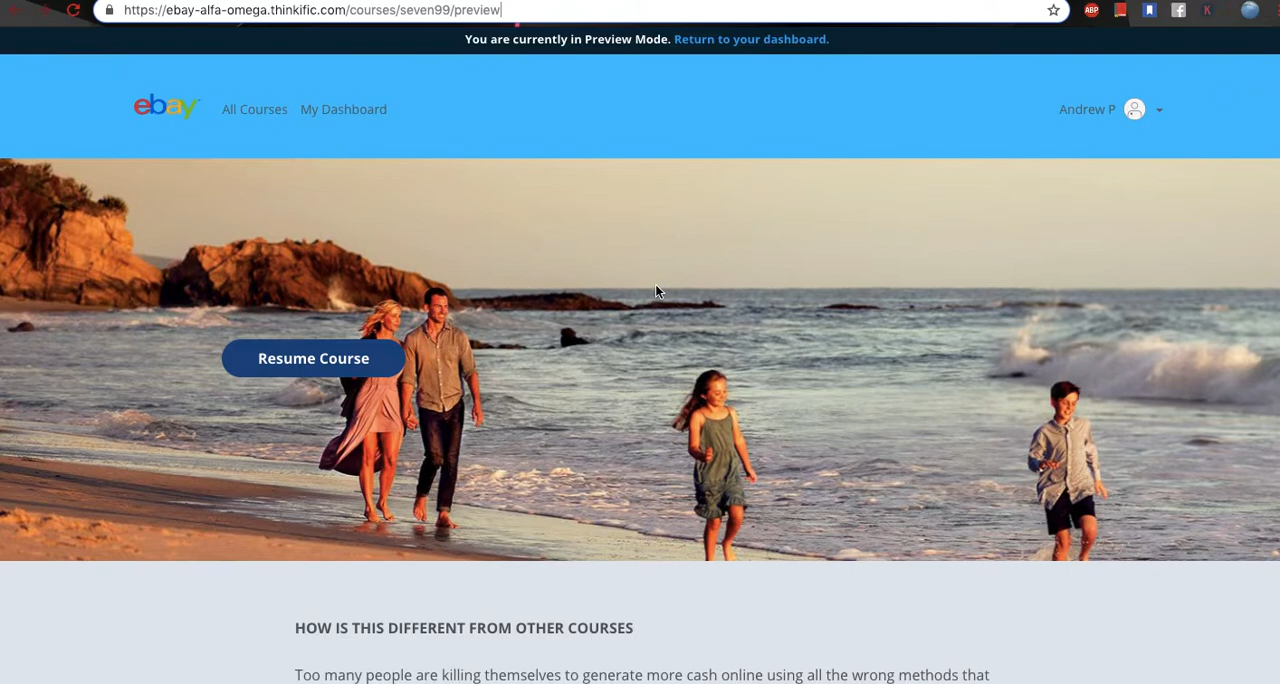 https://ebay-alfa-omega.thinkific.com/courses/seven99/preview
ABP
f
K
You are currently in Preview Mode. Return to your dashboard.
ebay
All Courses My Dashboard
Andrew P
Resume Course
HOW IS THIS DIFFERENT FROM OTHER COURSES
Too many people are killing themselves to generate more cash online using all the wrong methods that